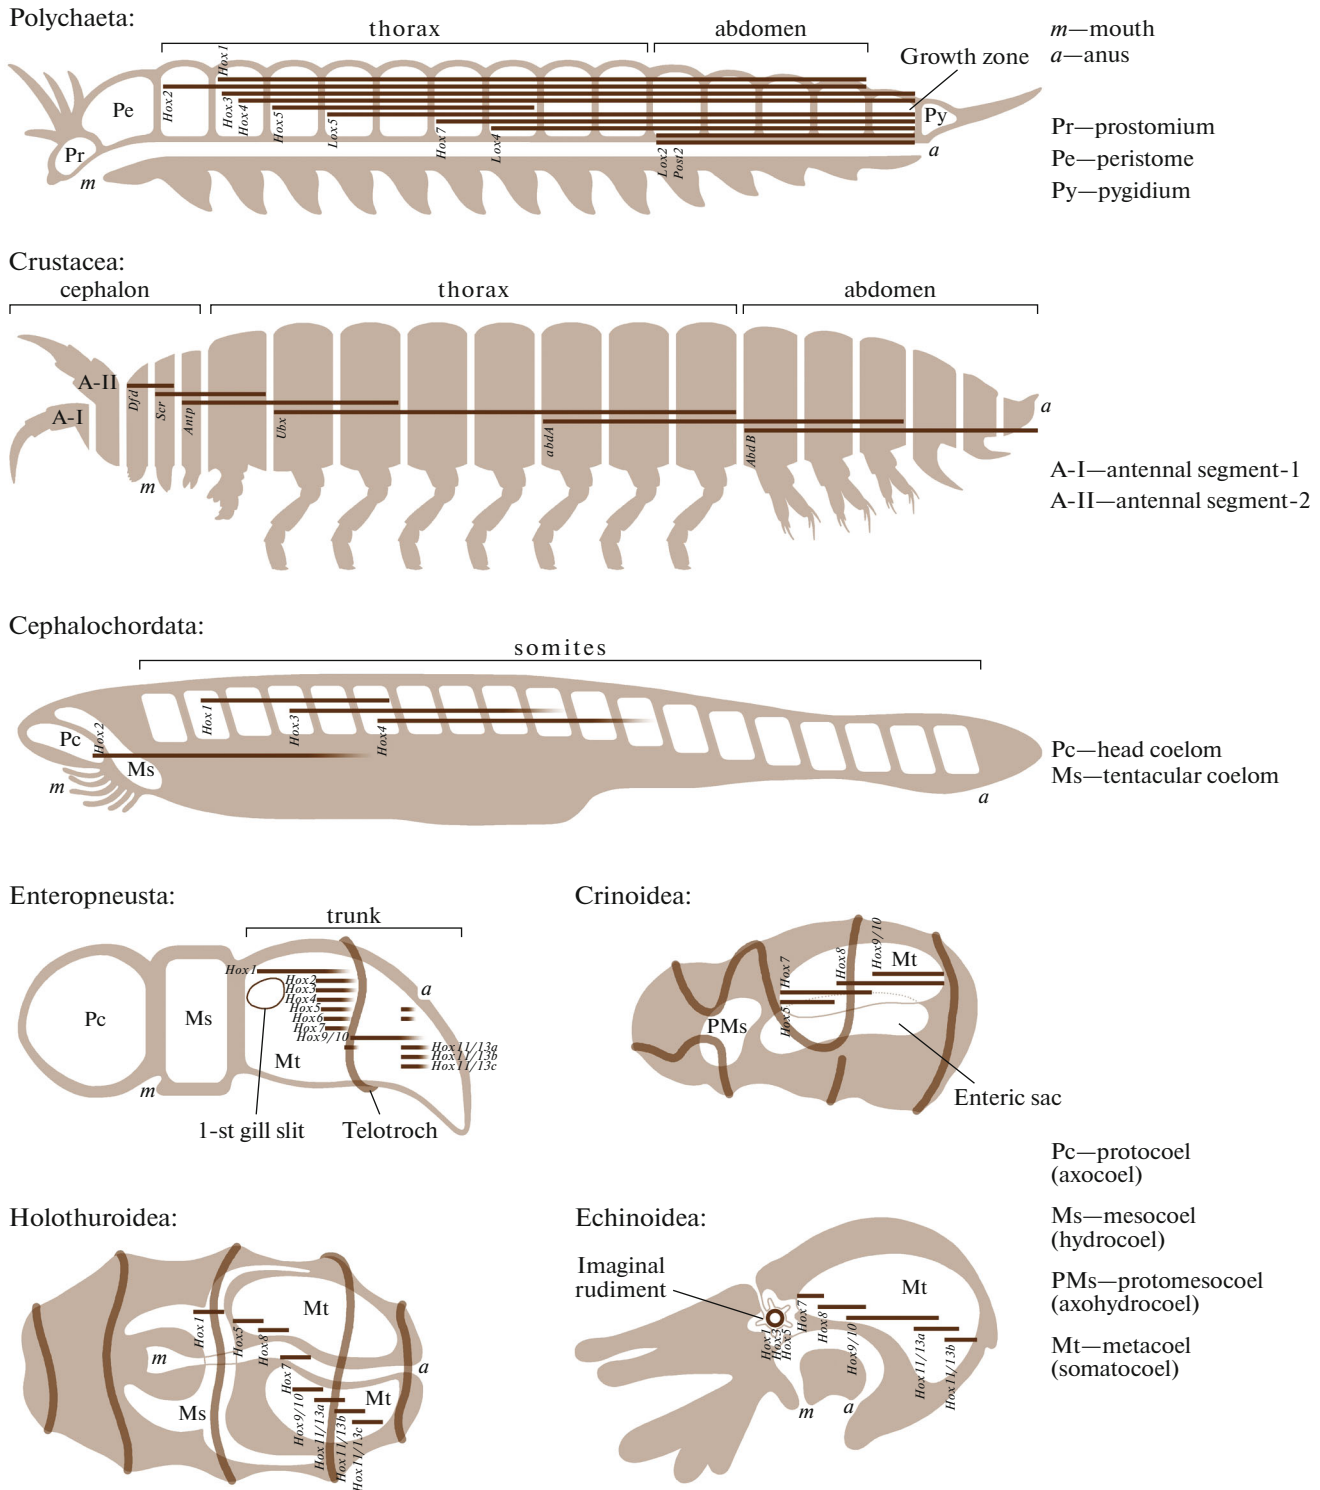 Polychaeta:
thorax
abdomen
Growth zone
m—mouth
a—anus
Hox1
Hox2
Hox3
Hox4
Hox5
Lox5
Hox7
Lox4
Lox2
Post2
Pe
Pr
m
Py
a
Pr—prostomium
Pe—peristome
Py—pygidium
Crustacea:
cephalon
thorax
abdomen
A-II
A-I
Dfd
Scr
Antp
Ubx
abdA
AbdB
m
a
A-I—antennal segment-1
A-II—antennal segment-2
Cephalochordata:
somites
Pc
Hox2
Ms
Hox1
Hox3
Hox4
m
a
Pc—head coelom
Ms—tentacular coelom
Enteropneusta:
trunk
Hox1
Hox2
Hox3
Hox4
Hox5
Hox6
Hox7
Hox9/10
Hox11/13a
Hox11/13b
Hox11/13c
Pc
Ms
Mt
m
a
1-st gill slit
Telotroch
Crinoidea:
Hox7
Hox8
Hox9/10
Mt
Hox5
PMs
Enteric sac
Pc—protocoel
(axocoel)
Ms—mesocoel
(hydrocoel)
PMs—protomesocoel
(axohydrocoel)
Mt—metacoel
(somatocoel)
Holothuroidea:
Mt
Hox1
Hox5
Hox8
m
Hox7
a
Mt
Ms
Hox9/10
Hox11/13a
Hox11/13b
Hox11/13c
Echinoidea:
Imaginal
rudiment
Mt
Hox1
Hox3
Hox5
Hox7
Hox8
Hox9/10
Hox11/13a
Hox11/13b
m
a